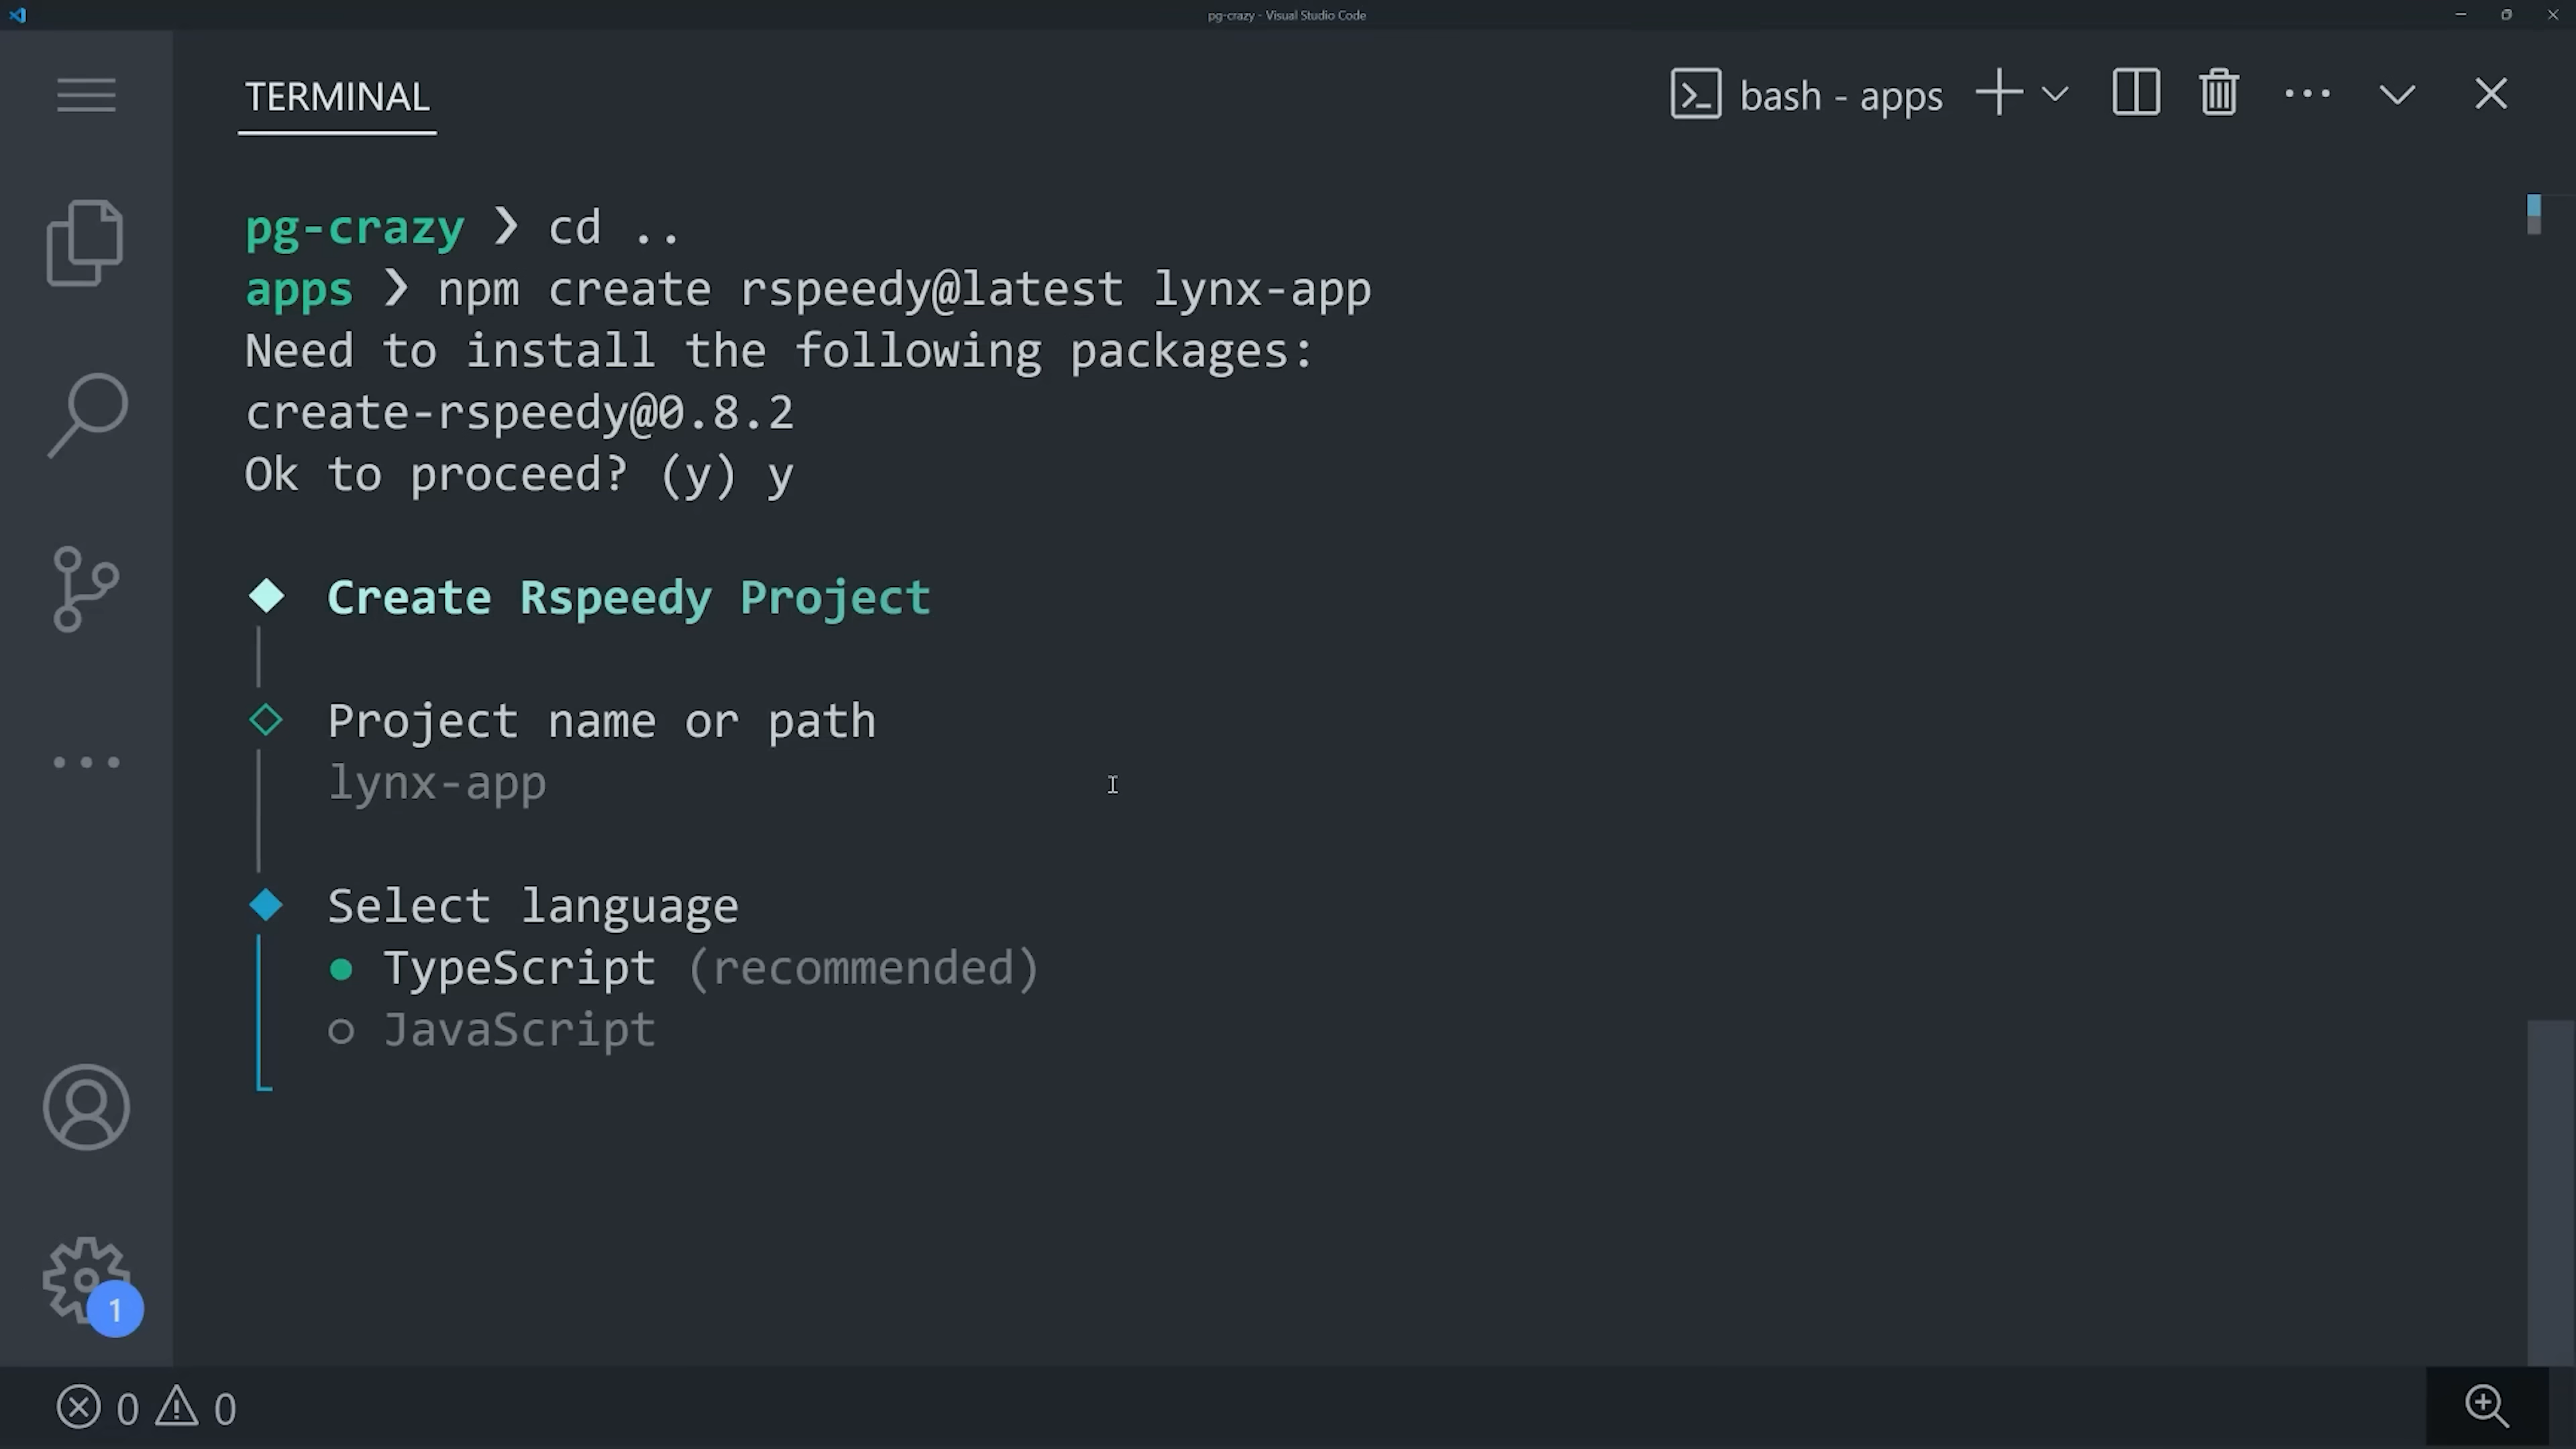 pg-crazy - Visual Studio Code
TERMINAL
bash - apps
pg-crazy ❯ cd ..
apps ❯ npm create rspeedy@latest lynx-app
Need to install the following packages:
create-rspeedy@0.8.2
Ok to proceed? (y) y
Create Rspeedy Project
Project name or path
lynx-app
Select language
TypeScript (recommended)
JavaScript
1
0 0